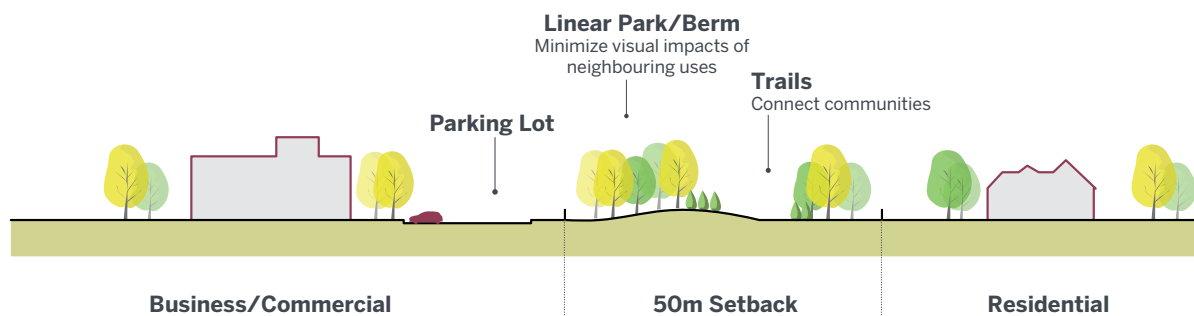 Linear Park/Berm
Minimize visual impacts of
neighbouring uses
Trails
Connect communities
Parking Lot
Business/Commercial
50m Setback
Residential